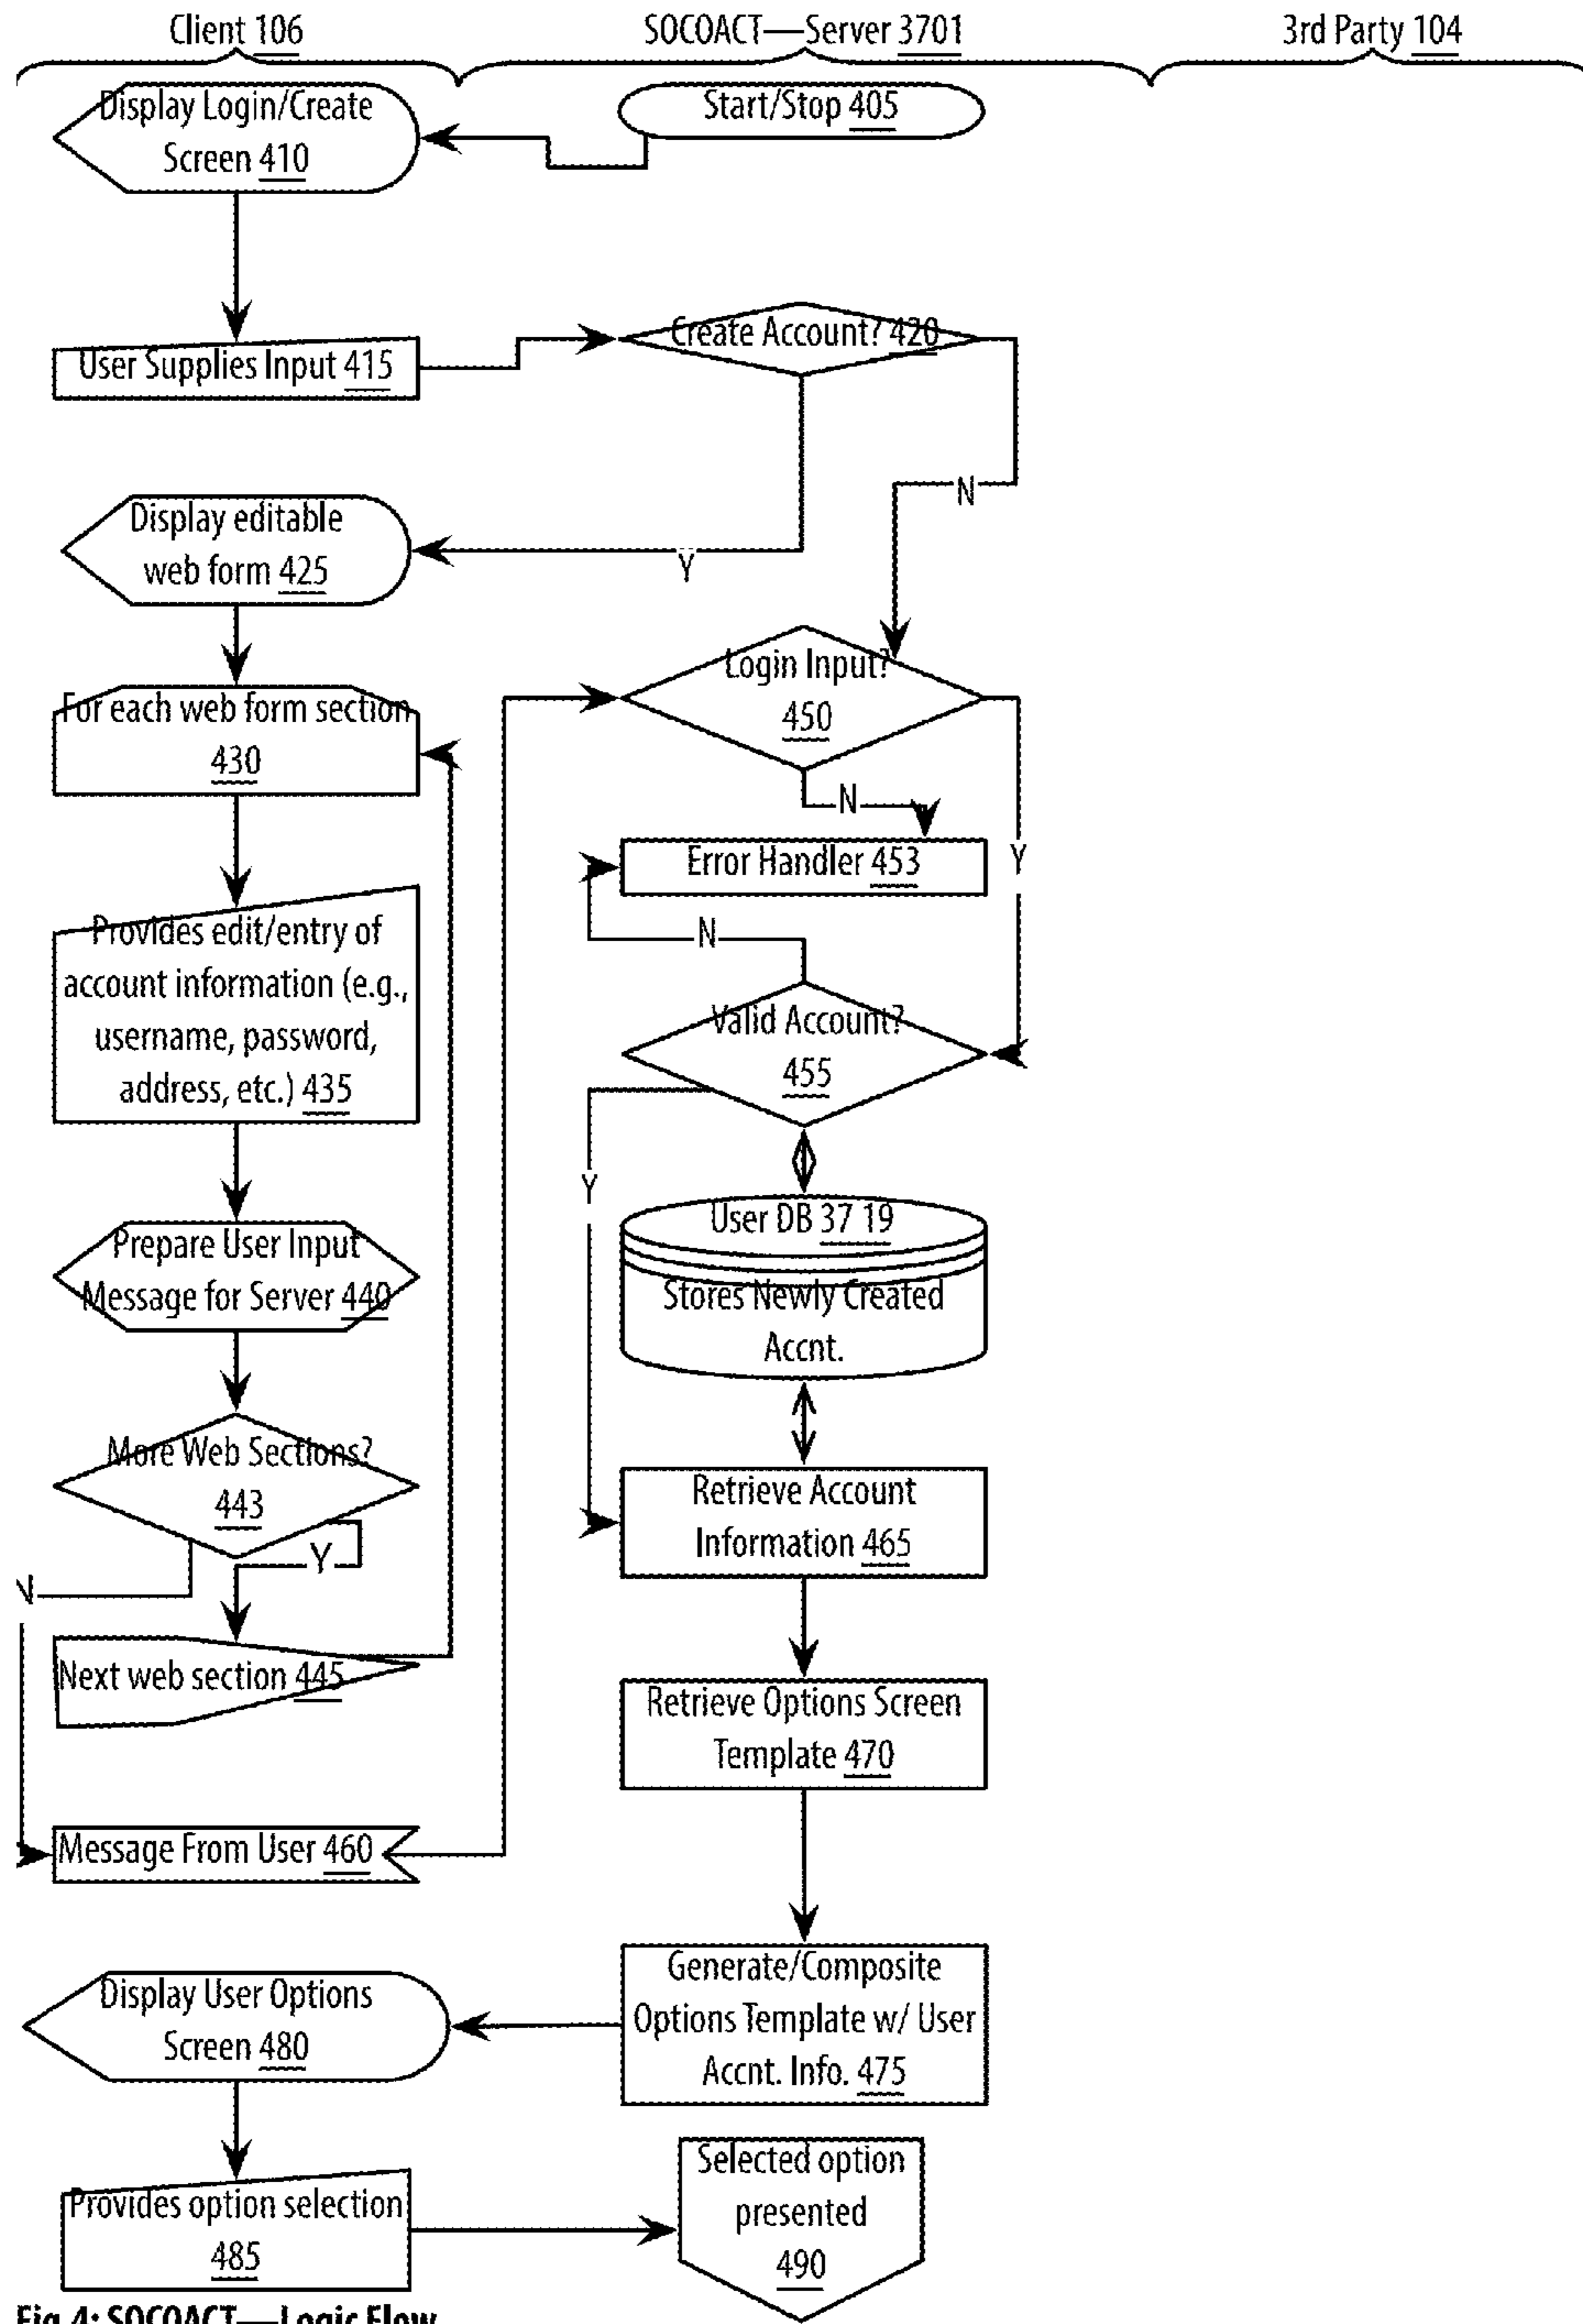 Client 106
SOCOACT—Server 3701
3rd Party 104
Display Login/Create
Screen 410
Start/Stop 405
User Supplies Input 415
Create Account? 420
N
Display editable
web form 425
Y
For each web form section
430
Login Input?
450
N
Error Handler 453
Y
N
Provides edit/entry of
account information (e.g.,
username, password,
address, etc.) 435
Valid Account?
455
Y
Prepare User Input
Message for Server 440
User DB 37 19
Stores Newly Created
Accnt.
More Web Sections?
443
Y
N
Retrieve Account
Information 465
Next web section 445
Retrieve Options Screen
Template 470
Message From User 460
Display User Options
Screen 480
Generate/Composite
Options Template w/ User
Accnt. Info. 475
Provides option selection
485
Selected option
presented
490
Fig 4: SOCOACT—Logic Flow